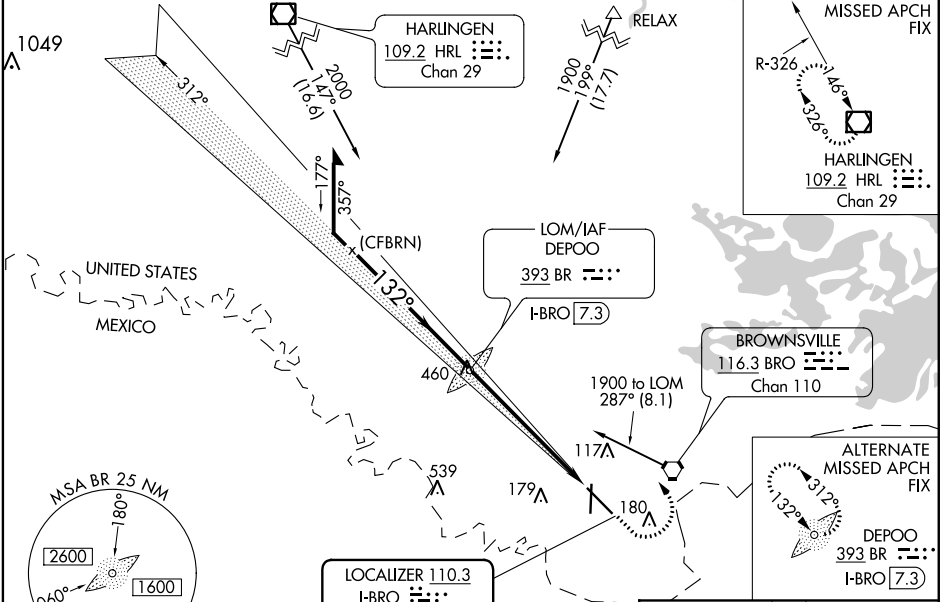 1049
HARLINGEN
109.2 HRL
Chan 29
2000
147°
(16.6)
RELAX
1900
199°
(17.7)
MISSED APCH
FIX
R-326
146°
326°
HARLINGEN
109.2 HRL
Chan 29
312°
177°
357°
(CFBRN)
132°
LOM/IAF
DEPOO
393 BR
I-BRO 7.3
UNITED STATES
MEXICO
460
BROWNSVILLE
116.3 BRO
Chan 110
1900 to LOM
287° (8.1)
117
539
179
180
ALTERNATE
MISSED APCH
FIX
312°
132°
DEPOO
393 BR
I-BRO 7.3
MSA BR 25 NM
180°
2600
1600
060°
LOCALIZER 110.3
I-BRO